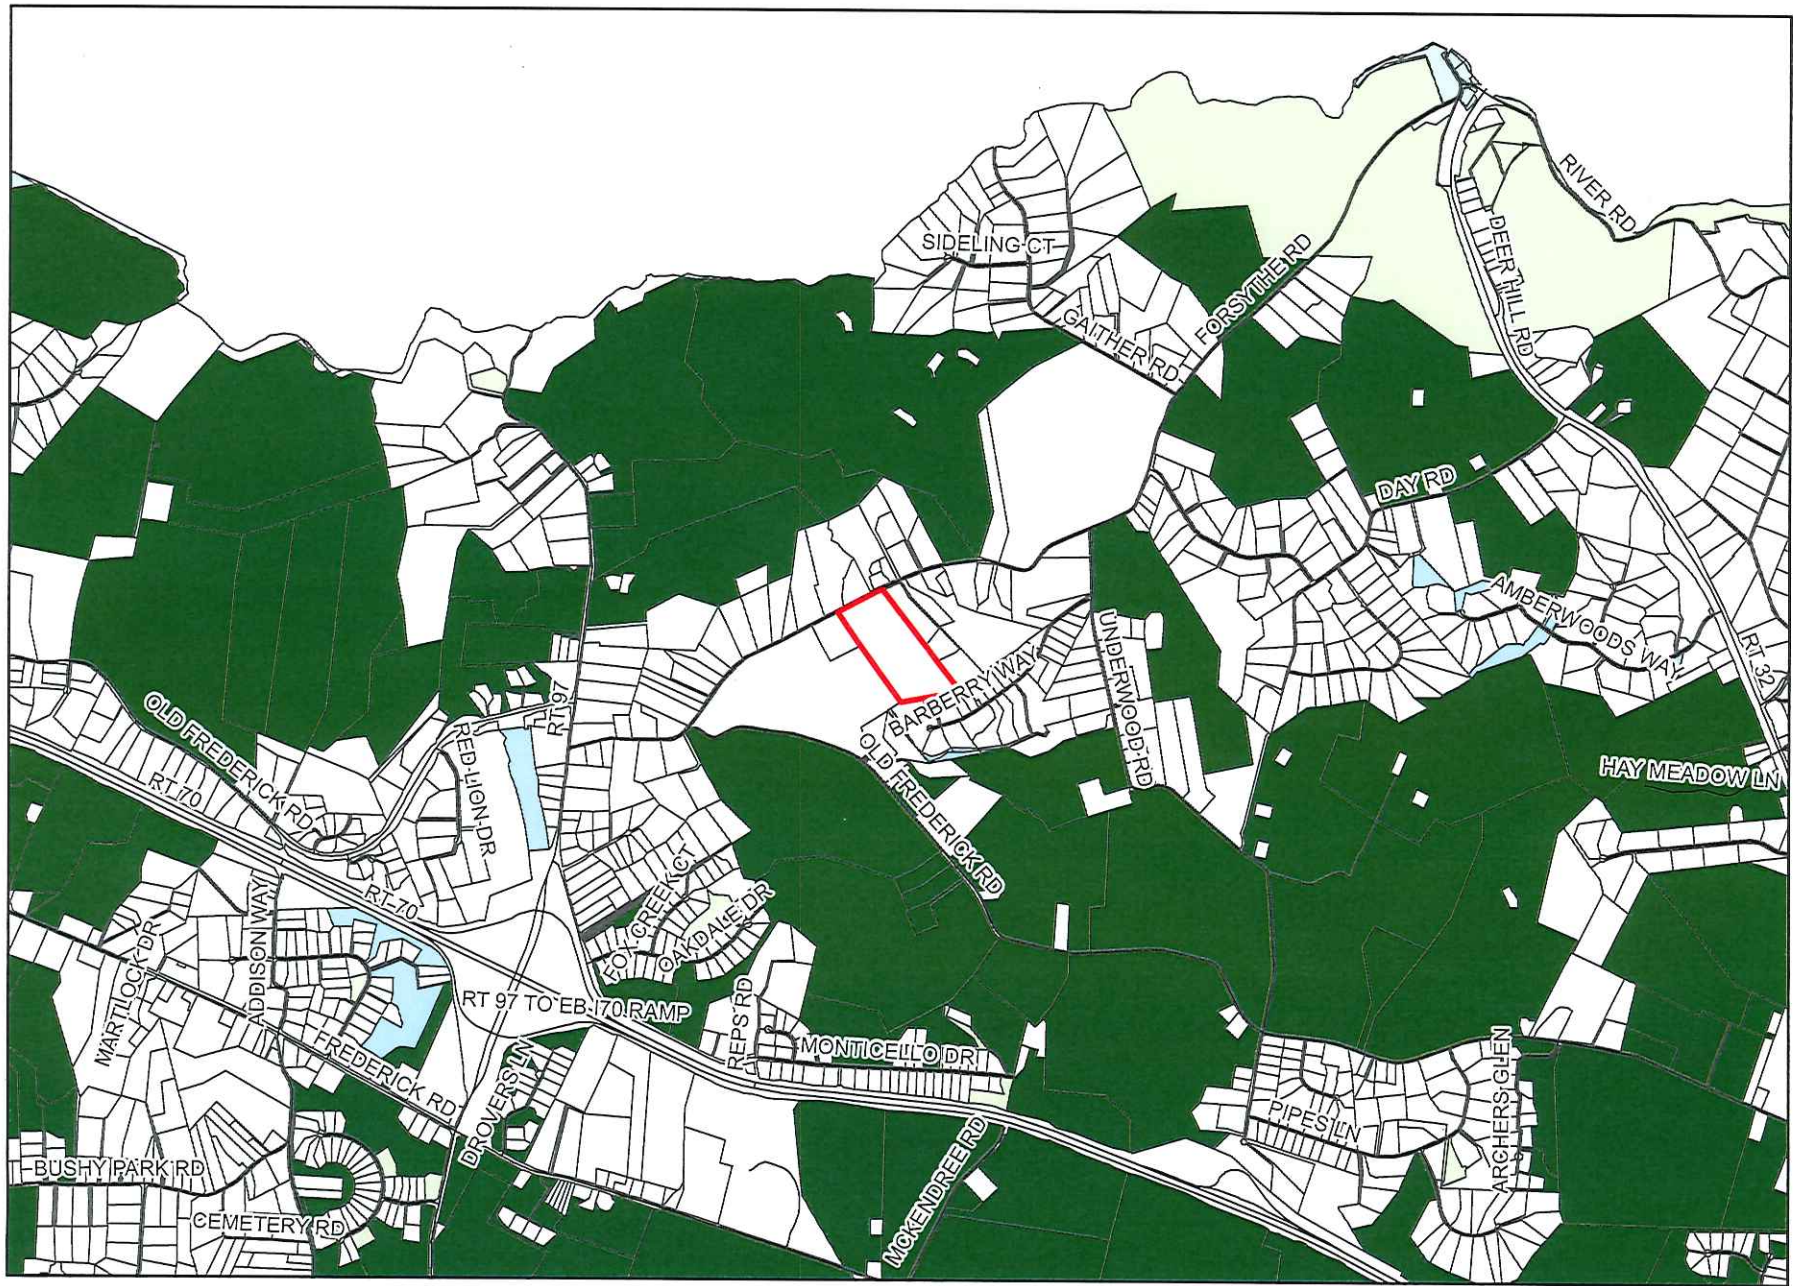 RIVER RD
SIDELING CT
DEER HILL RD
FORSYTHE RD
GAITHER RD
DAY RD
AMBERWOODS WAY
UNDERWOOD RD
BARBERRY WAY
RT 32
RT 97
OLD FREDERICK RD
RED LION DR
OLD FREDERICK RD
HAY MEADOW LN
RT 70
RT 70
FOX CREEK CT
OAKDALE DR
ADDISON WAY
MARTLOCK DR
RT 97 TO EB I70 RAMP
REPS RD
MONTICELLO DRT
FREDERICK RD
DROVERS LN
PIPES LN
ARCHERS GLEN
MCKENDREE RD
BUSHY PARK RD
CEMETERY RD